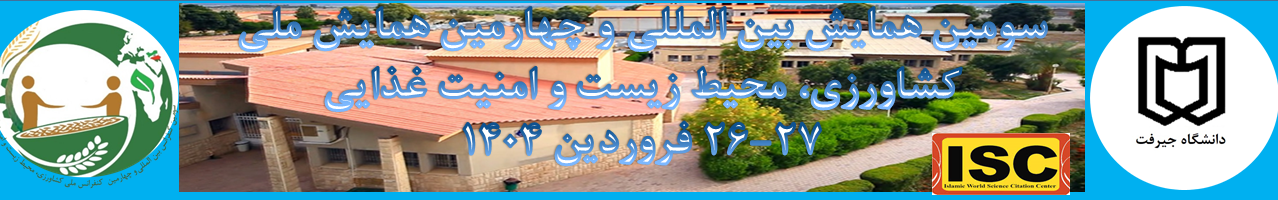 سومین همایش بین المللی و چهارمین همایش ملی
کشاورزی، محیط زیست و امنیت غذایی
۲۶-۲۷ فروردین ۱۴۰۴
ISC
Islamic World Science Citation Center
دانشگاه جیرفت